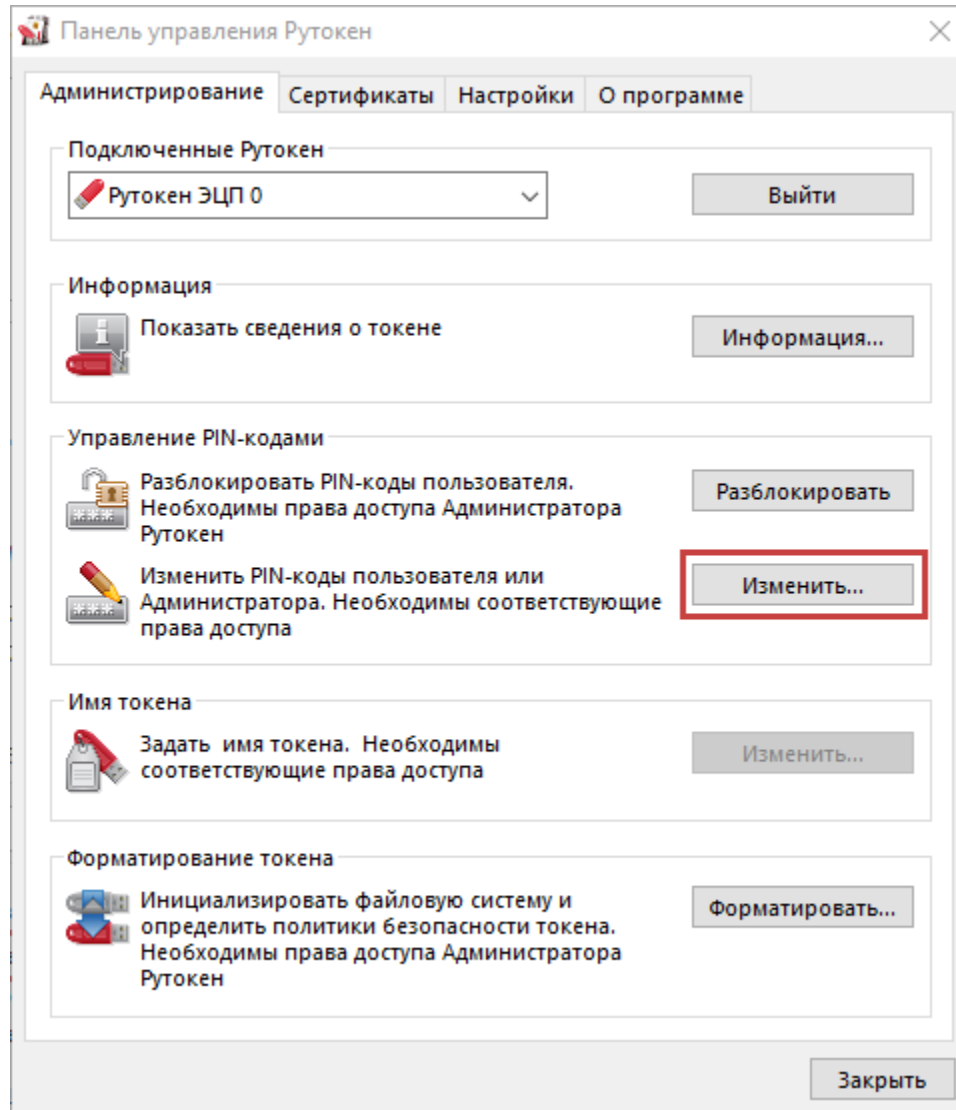 Панель управления Рутокен
Администрирование Сертификаты Настройки О программе
Подключенные Рутокен
Рутокен ЭЦП 0
Выйти
Информация
Показать сведения о токене
Информация...
Управление PIN-кодами
Разблокировать PIN-коды пользователя.
Необходимы права доступа Администратора
Рутокен
Разблокировать
Изменить PIN-коды пользователя или
Администратора. Необходимы соответствующие
права доступа
Изменить...
Имя токена
Задать имя токена. Необходимы
соответствующие права доступа
Изменить...
Форматирование токена
Инициализировать файловую систему и
определить политики безопасности токена.
Необходимы права доступа Администратора
Рутокен
Форматировать...
Закрыть